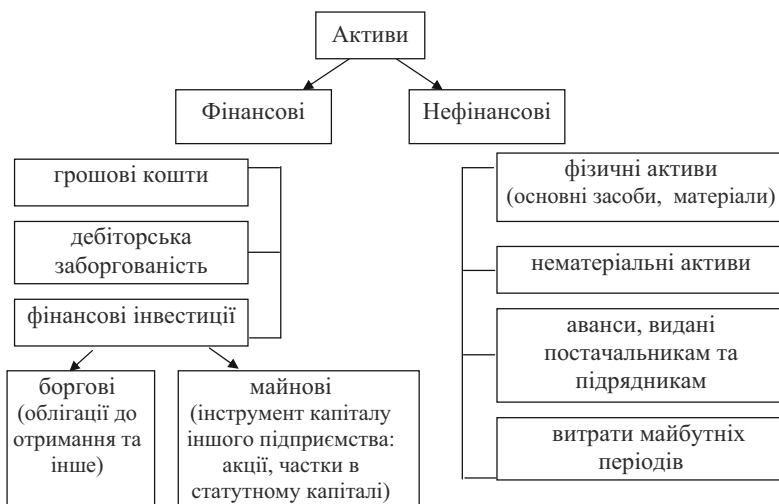 Активи
Фінансові
Нефінансові
грошові кошти
дебіторська
заборгованість
фінансові інвестиції
боргові
(облігації до
отримання та
інше)
майнові
(інструмент капіталу
іншого підприємства:
акції, частки в
статутному капіталі)
фізичні активи
(основні засоби, матеріали)
нематеріальні активи
аванси, видані
постачальникам та
підрядникам
витрати майбутніх
періодів